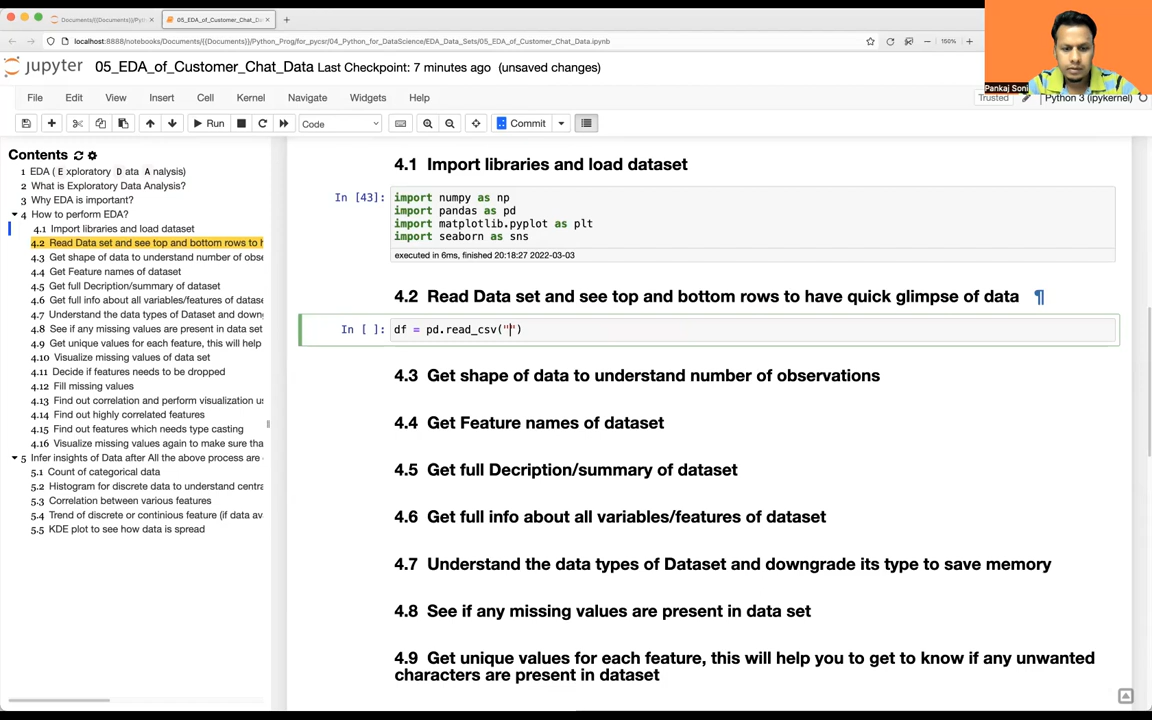 Documents/{{Documents}}/Pyt
05_EDA_of_Customer_Chat_Da
localhost:8888/notebooks/Documents/{{Documents}}/Python_Prog/for_pycsr/04_Python_for_DataScience/EDA_Data_Sets/05_EDA_of_Customer_Chat_Data.ipynb
150%
Pankaj Soni
jupyter
05_EDA_of_Customer_Chat_Data Last Checkpoint: 7 minutes ago (unsaved changes)
File Edit View Insert Cell Kernel Navigate Widgets Help
Trusted
Python 3 (ipykernel)
Run
Code
Commit
Contents
1 EDA ( E xploratory D ata A nalysis)
2 What is Exploratory Data Analysis?
3 Why EDA is important?
4 How to perform EDA?
4.1 Import libraries and load dataset
4.2 Read Data set and see top and bottom rows to h
4.3 Get shape of data to understand number of obse
4.4 Get Feature names of dataset
4.5 Get full Decription/summary of dataset
4.6 Get full info about all variables/features of datase
4.7 Understand the data types of Dataset and down
4.8 See if any missing values are present in data set
4.9 Get unique values for each feature, this will help
4.10 Visualize missing values of data set
4.11 Decide if features needs to be dropped
4.12 Fill missing values
4.13 Find out correlation and perform visualization u
4.14 Find out highly correlated features
4.15 Find out features which needs type casting
4.16 Visualize missing values again to make sure tha
5 Infer insights of Data after All the above process are
5.1 Count of categorical data
5.2 Histogram for discrete data to understand centra
5.3 Correlation between various features
5.4 Trend of discrete or continious feature (if data av
5.5 KDE plot to see how data is spread
4.1 Import libraries and load dataset
In [43]:
import numpy as np
import pandas as pd
import matplotlib.pyplot as plt
import seaborn as sns
executed in 6ms, finished 20:18:27 2022-03-03
4.2 Read Data set and see top and bottom rows to have quick glimpse of data ¶
In [ ]:
df = pd.read_csv("")
4.3 Get shape of data to understand number of observations
4.4 Get Feature names of dataset
4.5 Get full Decription/summary of dataset
4.6 Get full info about all variables/features of dataset
4.7 Understand the data types of Dataset and downgrade its type to save memory
4.8 See if any missing values are present in data set
4.9 Get unique values for each feature, this will help you to get to know if any unwanted
characters are present in dataset